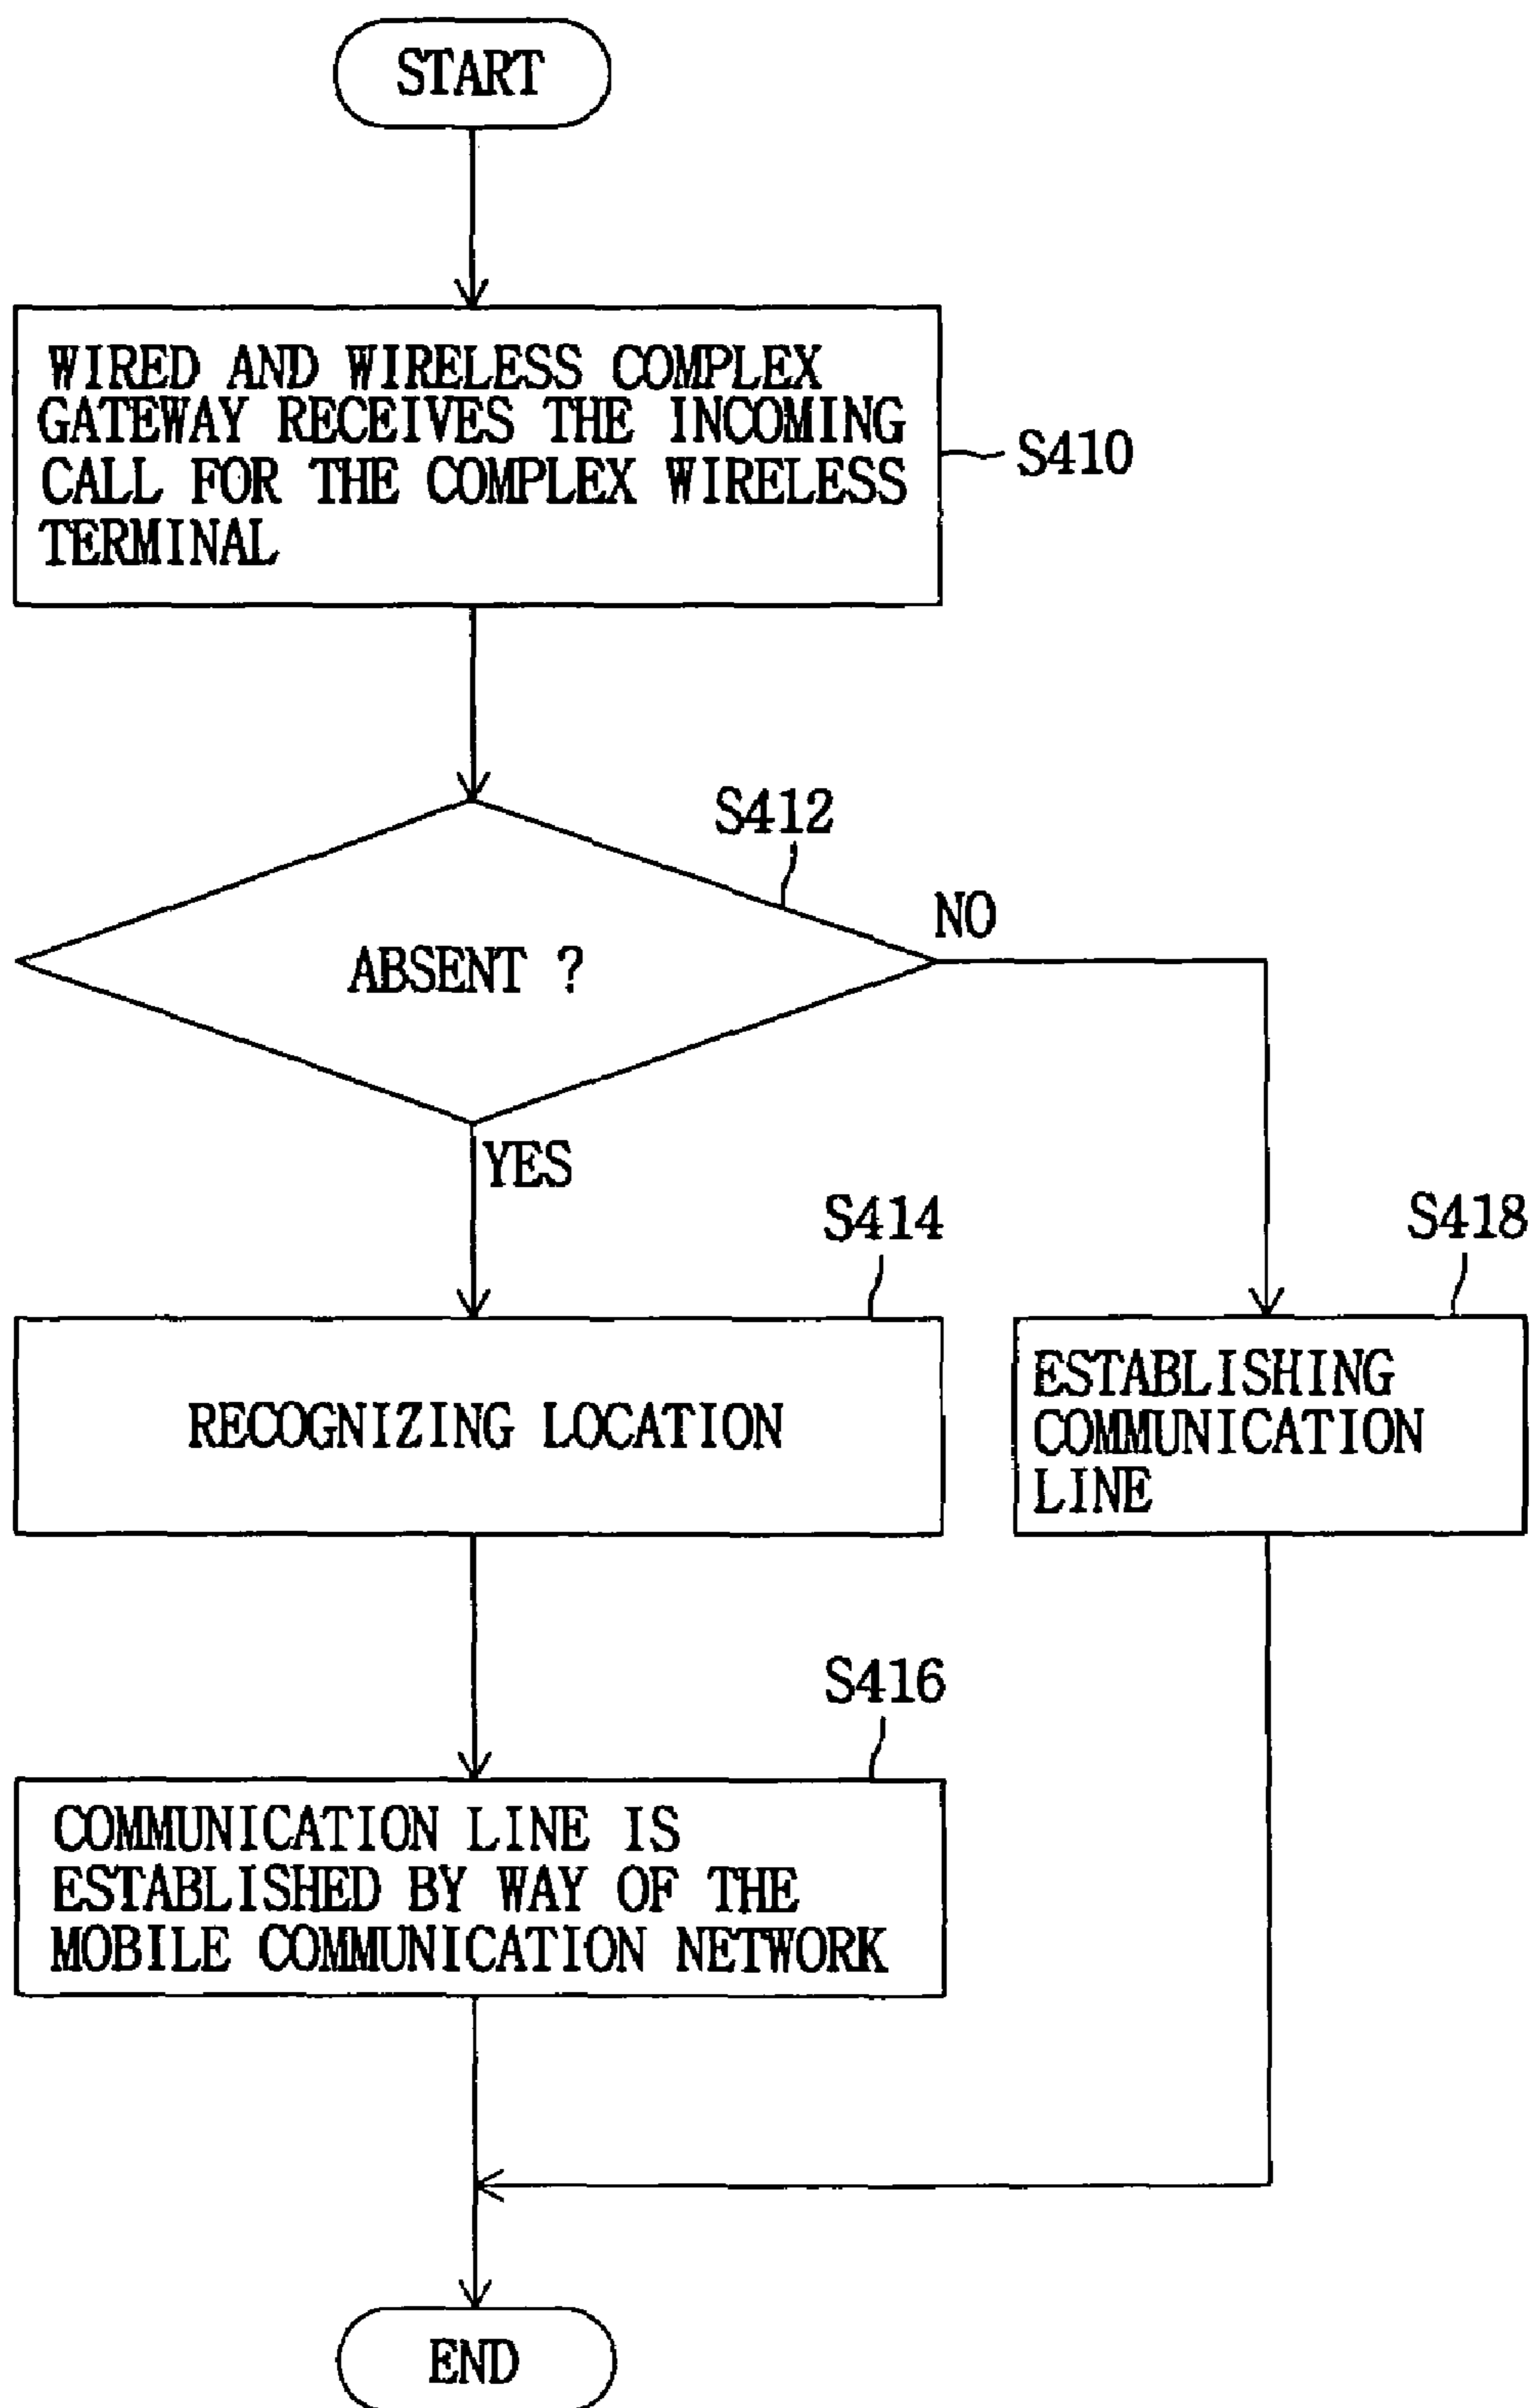 START
WIRED AND WIRELESS COMPLEX
GATEWAY RECEIVES THE INCOMING
CALL FOR THE COMPLEX WIRELESS
TERMINAL
S410
S412
ABSENT ?
NO
YES
S414
RECOGNIZING LOCATION
S418
ESTABLISHING
COMMUNICATION
LINE
S416
COMMUNICATION LINE IS
ESTABLISHED BY WAY OF THE
MOBILE COMMUNICATION NETWORK
END